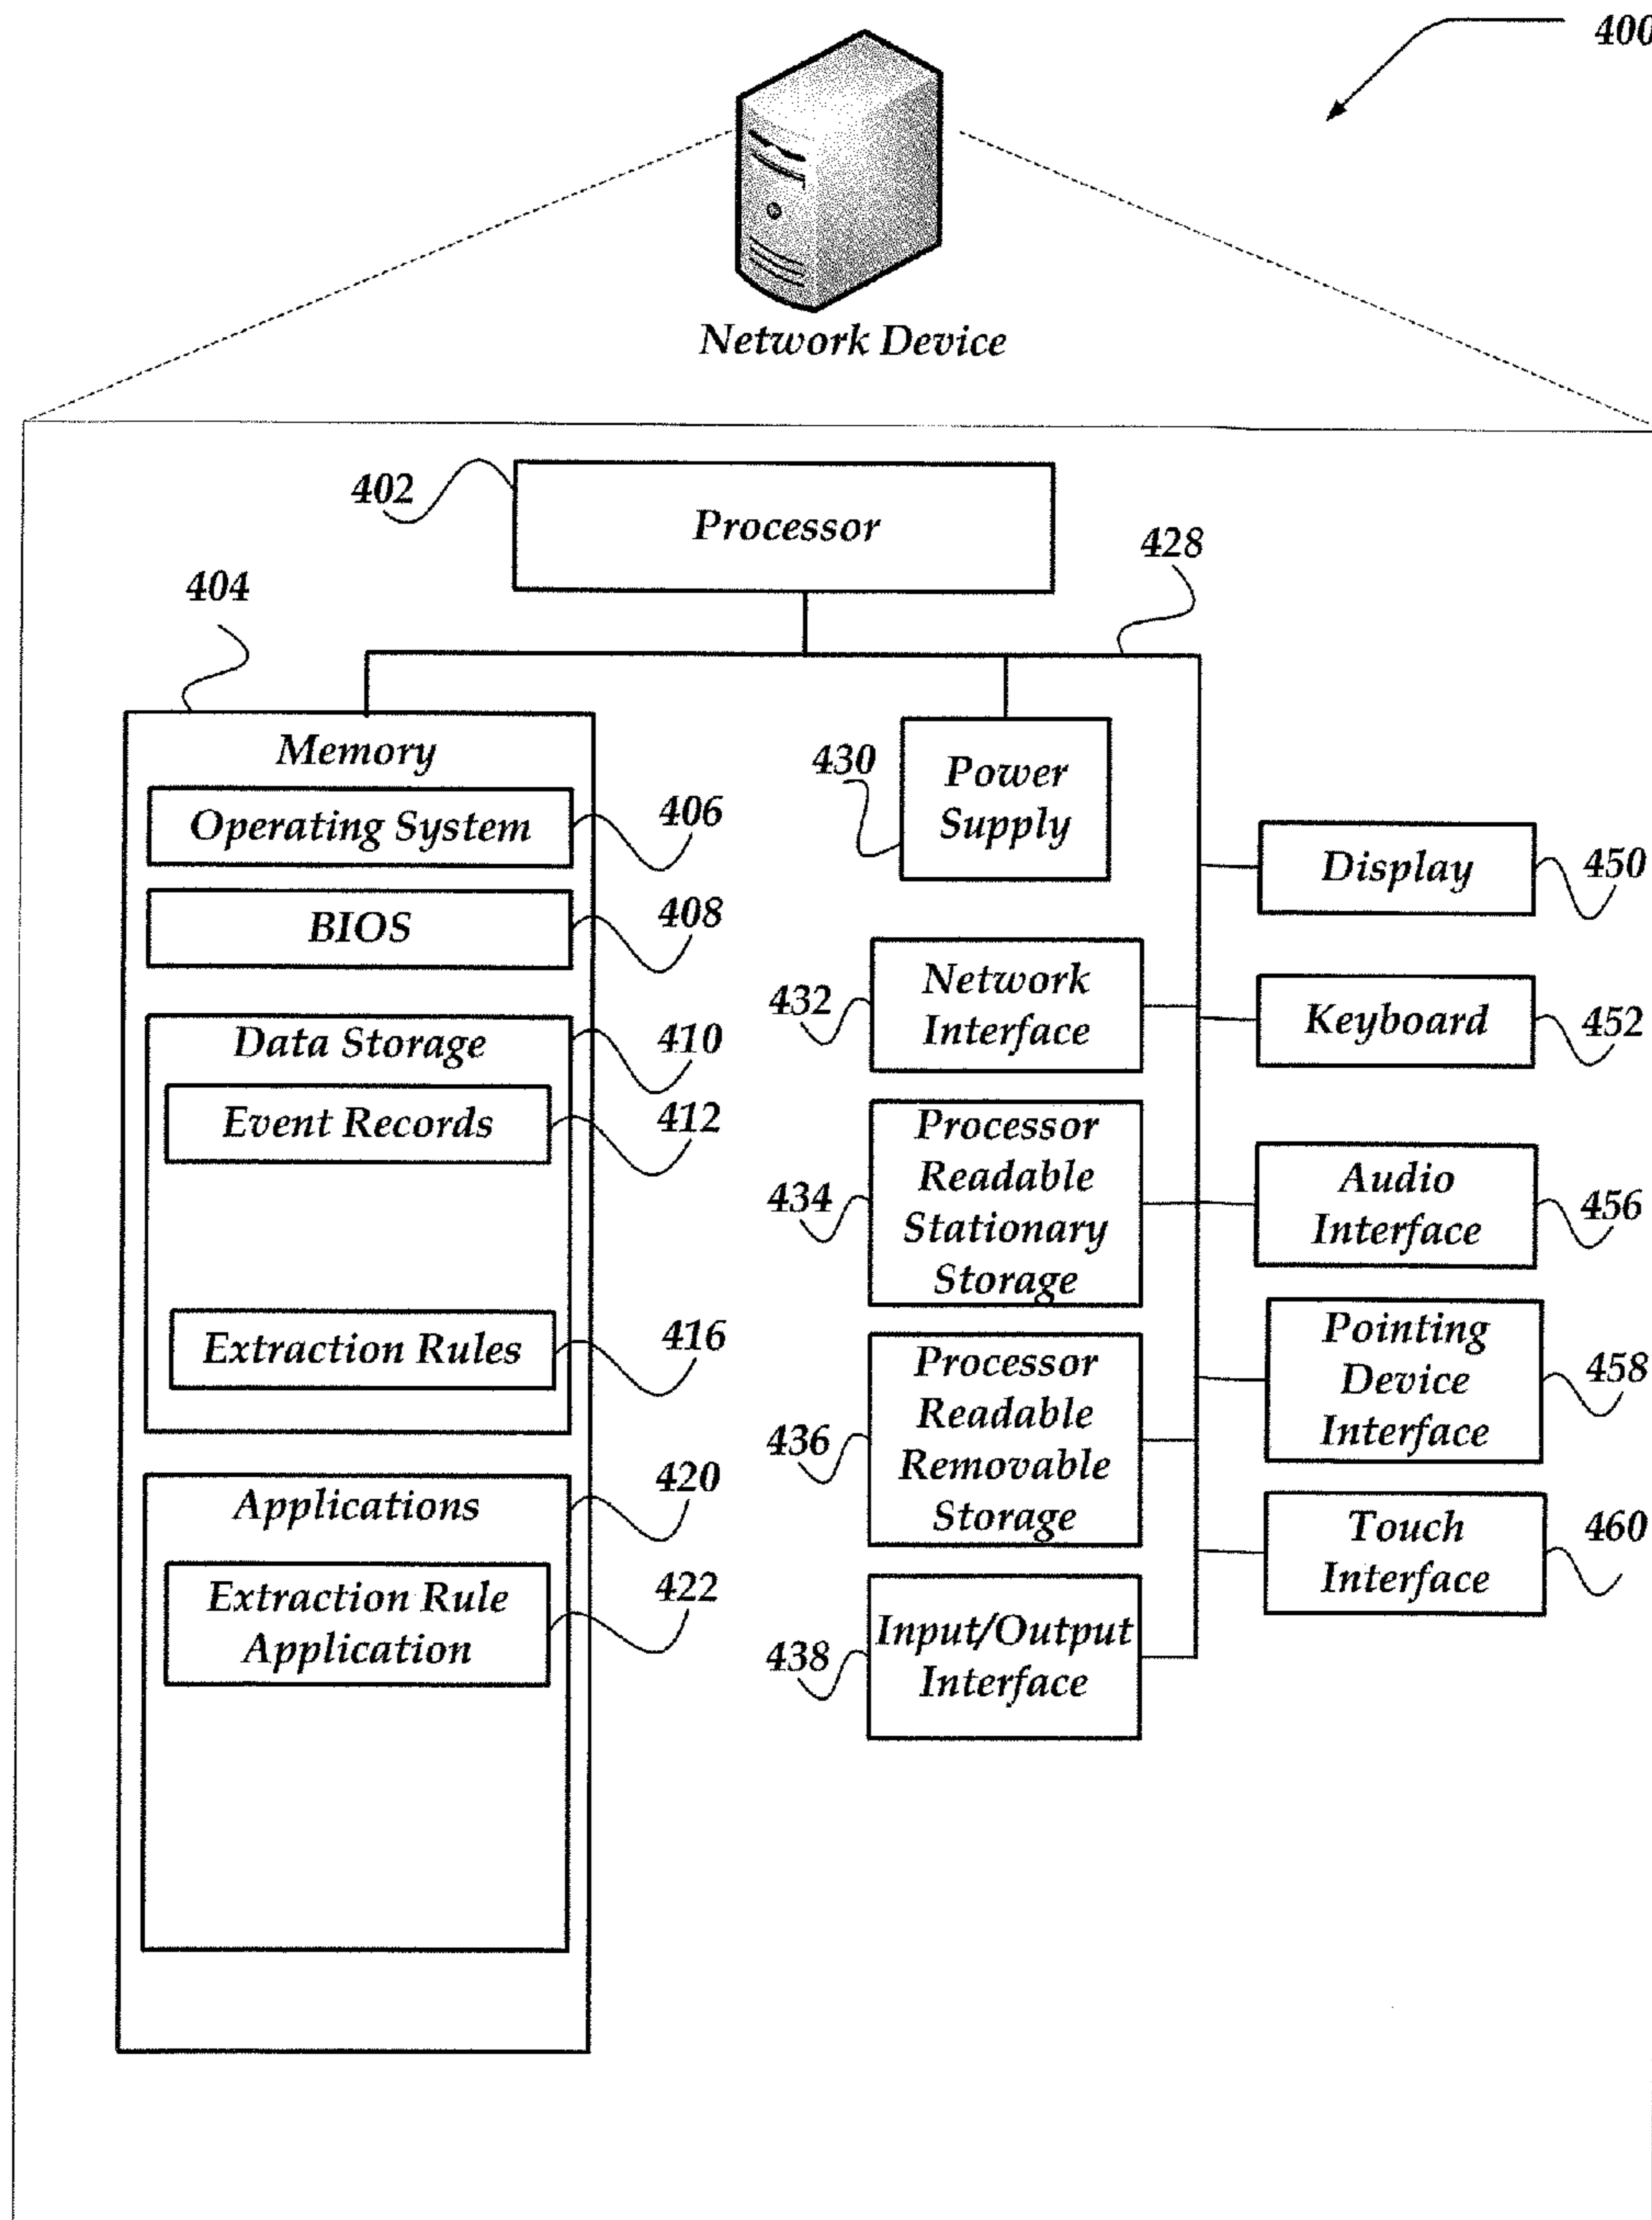 400
Network Device
402
Processor
428
404
Memory
Operating System
406
BIOS
408
Data Storage
410
Event Records
412
Extraction Rules
416
Applications
420
Extraction Rule
Application
422
430
Power
Supply
432
Network
Interface
434
Processor
Readable
Stationary
Storage
436
Processor
Readable
Removable
Storage
438
Input/Output
Interface
Display
450
Keyboard
452
Audio
Interface
456
Pointing
Device
Interface
458
Touch
Interface
460